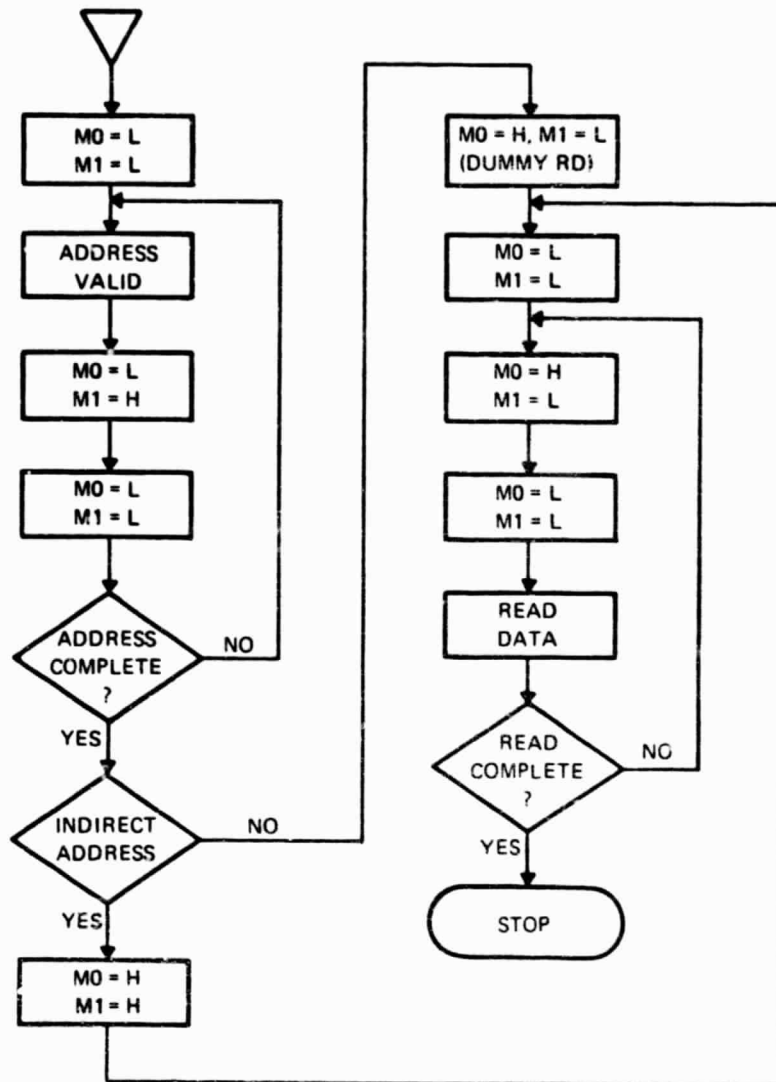 M0 = L
M1 = L
ADDRESS
VALID
M0 = L
M1 = H
M0 = L
M1 = L
ADDRESS
COMPLETE
?
NO
YES
INDIRECT
ADDRESS
NO
YES
M0 = H
M1 = H
M0 = H, M1 = L
(DUMMY RD)
M0 = L
M1 = L
M0 = H
M1 = L
M0 = L
M1 = L
READ
DATA
READ
COMPLETE
?
NO
YES
STOP